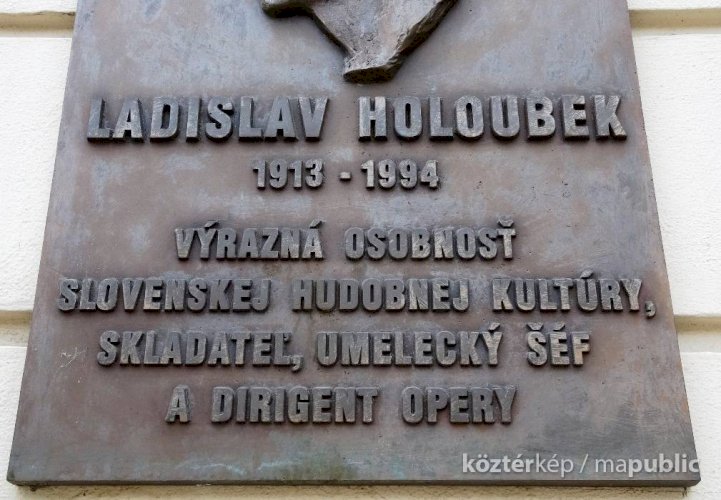 LADISLAV HOLOUBEK
1913 - 1994
VÝRAZNÁ OSOBNOSŤ
SLOVENSKEJ HUDOBNEJ KULTÚRY,
SKLADATEĽ, UMELECKÝ ŠÉF
A DIRIGENT OPERY
köztérkép / mapublic